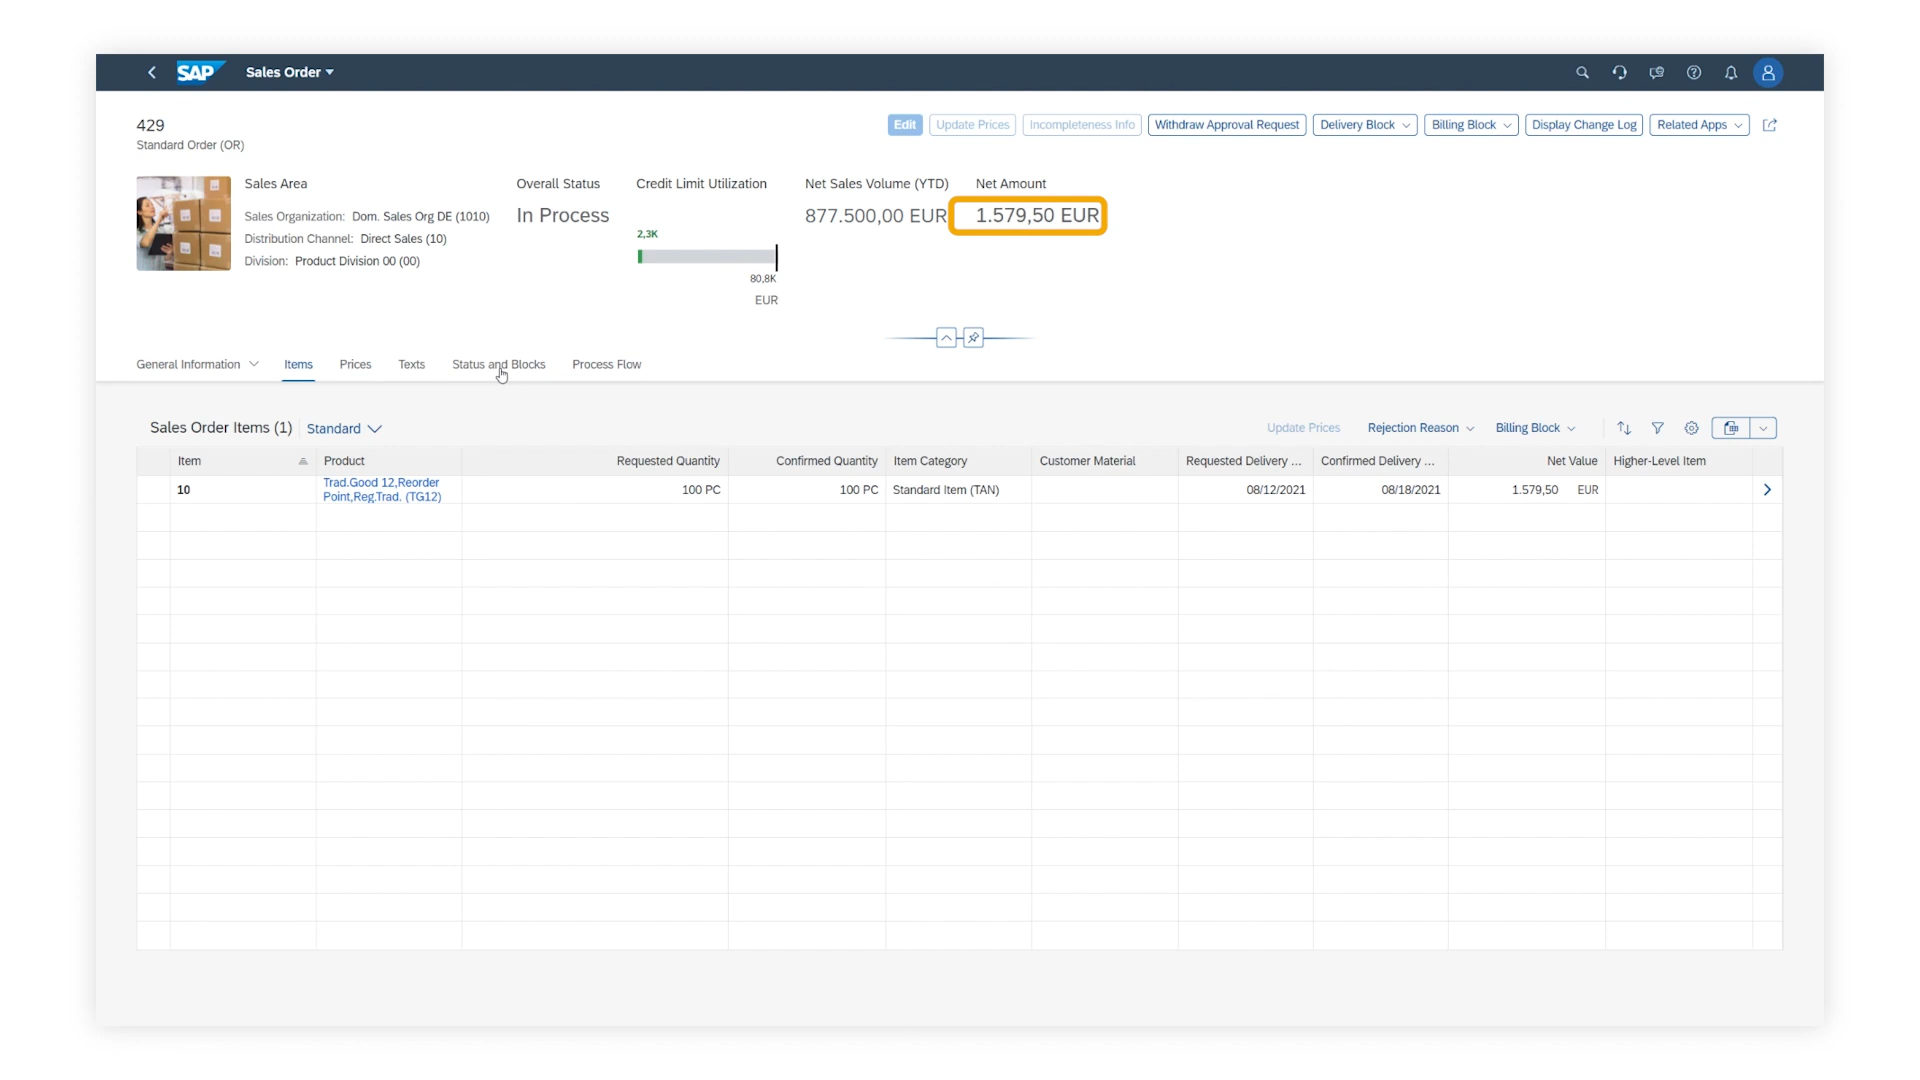 SAP Sales Order
429
Standard Order (OR)
Edit Update Prices Incompleteness Info Withdraw Approval Request Delivery Block Billing Block Display Change Log Related Apps
Sales Area
Sales Organization: Dom. Sales Org DE (1010)
Distribution Channel: Direct Sales (10)
Division: Product Division 00 (00)
Overall Status
In Process
Credit Limit Utilization
2,3K
80,8K
EUR
Net Sales Volume (YTD)
877.500,00 EUR
Net Amount
1.579,50 EUR
General Information Items Prices Texts Status and Blocks Process Flow
Sales Order Items (1) Standard
Update Prices Rejection Reason Billing Block
Item Product Requested Quantity Confirmed Quantity Item Category Customer Material Requested Delivery ... Confirmed Delivery ... Net Value Higher-Level Item
10 Trad.Good 12,Reorder
Point,Reg.Trad. (TG12) 100 PC 100 PC Standard Item (TAN) 08/12/2021 08/18/2021 1.579,50 EUR